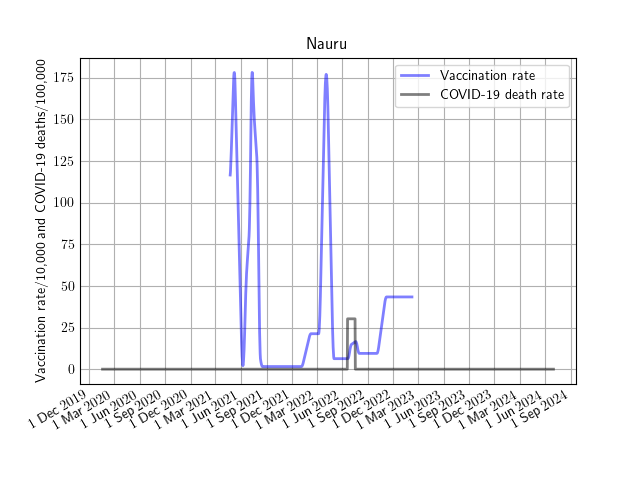 Nauru
Vaccination rate
COVID-19 death rate
Vaccination rate/10,000 and COVID-19 deaths/100,000
175
150
125
100
75
50
25
0
1 Dec 2019
1 Mar 2020
1 Jun 2020
1 Sep 2020
1 Dec 2020
1 Mar 2021
1 Jun 2021
1 Sep 2021
1 Dec 2021
1 Mar 2022
1 Jun 2022
1 Sep 2022
1 Dec 2022
1 Mar 2023
1 Jun 2023
1 Sep 2023
1 Dec 2023
1 Mar 2024
1 Jun 2024
1 Sep 2024